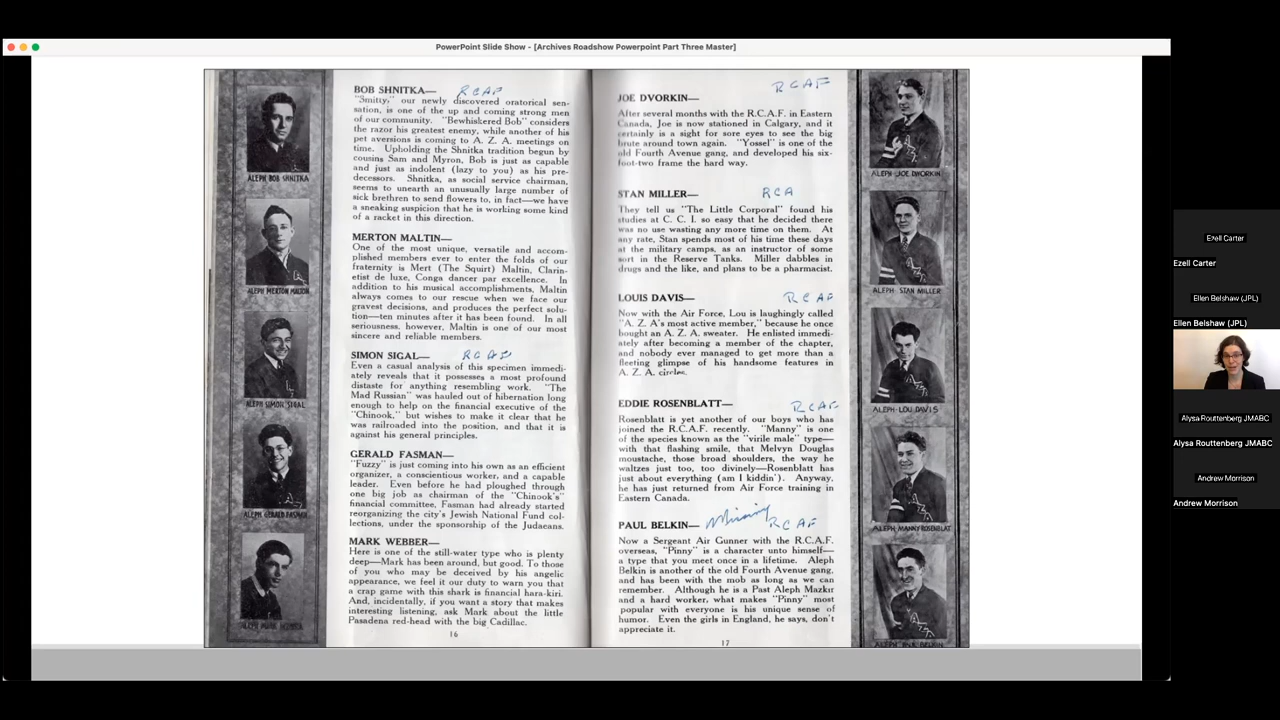 PowerPoint Slide Show - [Archives Roadshow Powerpoint Part Three Master]
ALEPH BOB SHNITKA
ALEPH MERTON MALTIN
ALEPH SIMON SIGAL
ALEPH GERALD FASMAN
ALEPH MARK WEBBER
BOB SHNITKA— RCAF
"Smitty," our newly discovered oratorical sen-
sation, is one of the up and coming strong men
of our community. "Bewhiskered Bob" considers
the razor his greatest enemy, while another of his
pet aversions is coming to A. Z. A. meetings on
time. Upholding the Shnitka tradition begun by
cousins Sam and Myron, Bob is just as capable
and just as indolent (lazy to you) as his pre-
decessors. Shnitka, as social service chairman,
seems to unearth an unusually large number of
sick brethren to send flowers to, in fact—we have
a sneaking suspicion that he is working some kind
of a racket in this direction.
MERTON MALTIN—
One of the most unique, versatile and accom-
plished members ever to enter the folds of our
fraternity is Mert (The Squirt) Maltin, Clarin-
etist de luxe, Conga dancer par excellence. In
addition to his musical accomplishments, Maltin
always comes to our rescue when we face our
gravest decisions, and produces the perfect solu-
tion—ten minutes after it has been found. In all
seriousness, however, Maltin is one of our most
sincere and reliable members.
SIMON SIGAL— RCAF
Even a casual analysis of this specimen immedi-
ately reveals that it possesses a most profound
distaste for anything resembling work. "The
Mad Russian" was hauled out of hibernation long
enough to help on the financial executive of the
"Chinook," but wishes to make it clear that he
was railroaded into the position, and that it is
against his general principles.
GERALD FASMAN—
"Fuzzy" is just coming into his own as an efficient
organizer, a conscientious worker, and a capable
leader. Even before he had ploughed through
one big job as chairman of the "Chinook's"
financial committee, Fasman had already started
reorganizing the city's Jewish National Fund col-
lections, under the sponsorship of the Judaeans.
MARK WEBBER—
Here is one of the still-water type who is plenty
deep—Mark has been around, but good. To those
of you who may be deceived by his angelic
appearance, we feel it our duty to warn you that
a crap game with this shark is financial hara-kiri.
And, incidentally, if you want a story that makes
interesting listening, ask Mark about the little
Pasadena red-head with the big Cadillac.
16
JOE DVORKIN— RCAF
After several months with the R.C.A.F. in Eastern
Canada, Joe is now stationed in Calgary, and it
certainly is a sight for sore eyes to see the big
brute around town again. "Yossel" is one of the
old Fourth Avenue gang, and developed his six-
foot-two frame the hard way.
STAN MILLER— RCA
They tell us "The Little Corporal" found his
studies at C. C. I. so easy that he decided there
was no use wasting any more time on them. At
any rate, Stan spends most of his time these days
at the military camps, as an instructor of some
sort in the Reserve Tanks. Miller dabbles in
drugs and the like, and plans to be a pharmacist.
LOUIS DAVIS— RCAF
Now with the Air Force, Lou is laughingly called
"A. Z. A's most active member," because he once
bought an A. Z. A. sweater. He enlisted immedi-
ately after becoming a member of the chapter,
and nobody ever managed to get more than a
fleeting glimpse of his handsome features in
A. Z. A. circles.
EDDIE ROSENBLATT— RCAF
Rosenblatt is yet another of our boys who has
joined the R.C.A.F. recently. "Manny" is one
of the species known as the "virile male" type—
with that flashing smile, that Melvyn Douglas
moustache, those broad shoulders, the way he
waltzes just too, too divinely—Rosenblatt has
just about everything (am I kiddin'). Anyway,
he has just returned from Air Force training in
Eastern Canada.
PAUL BELKIN— Missing RCAF
Now a Sergeant Air Gunner with the R.C.A.F.
overseas, "Pinny" is a character unto himself—
a type that you meet once in a lifetime. Aleph
Belkin is another of the old Fourth Avenue gang,
and has been with the mob as long as we can
remember. Although he is a Past Aleph Mazkir
and a hard worker, what makes "Pinny" most
popular with everyone is his unique sense of
humor. Even the girls in England, he says, don't
appreciate it.
17
ALEPH JOE DWORKIN
ALEPH STAN MILLER
ALEPH LOU DAVIS
ALEPH MANNY ROSENBLAT
Ezell Carter
Ezell Carter
Ellen Belshaw (JPL)
Ellen Belshaw (JPL)
Alysa Routtenberg JMABC
Alysa Routtenberg JMABC
Andrew Morrison
Andrew Morrison